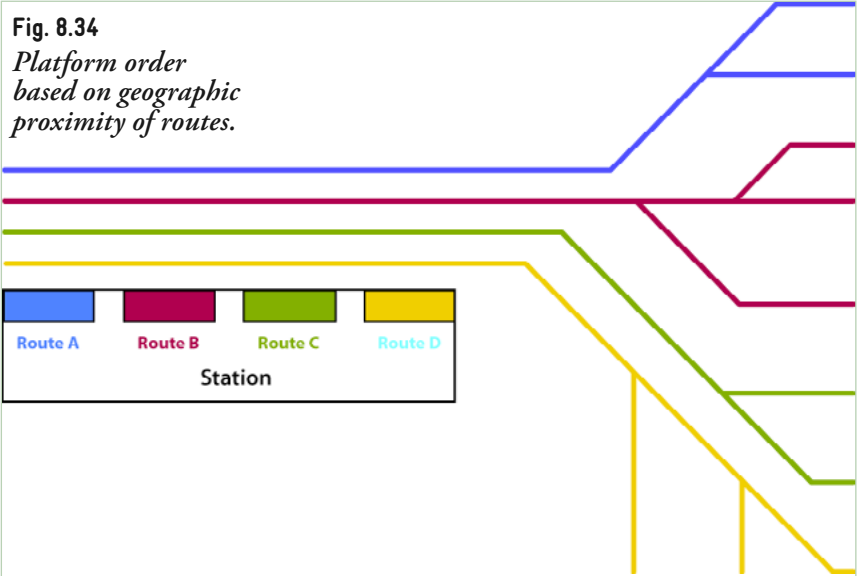 Fig. 8.34
Platform order
based on geographic
proximity of routes.
Route A Route B Route C Route D
Station